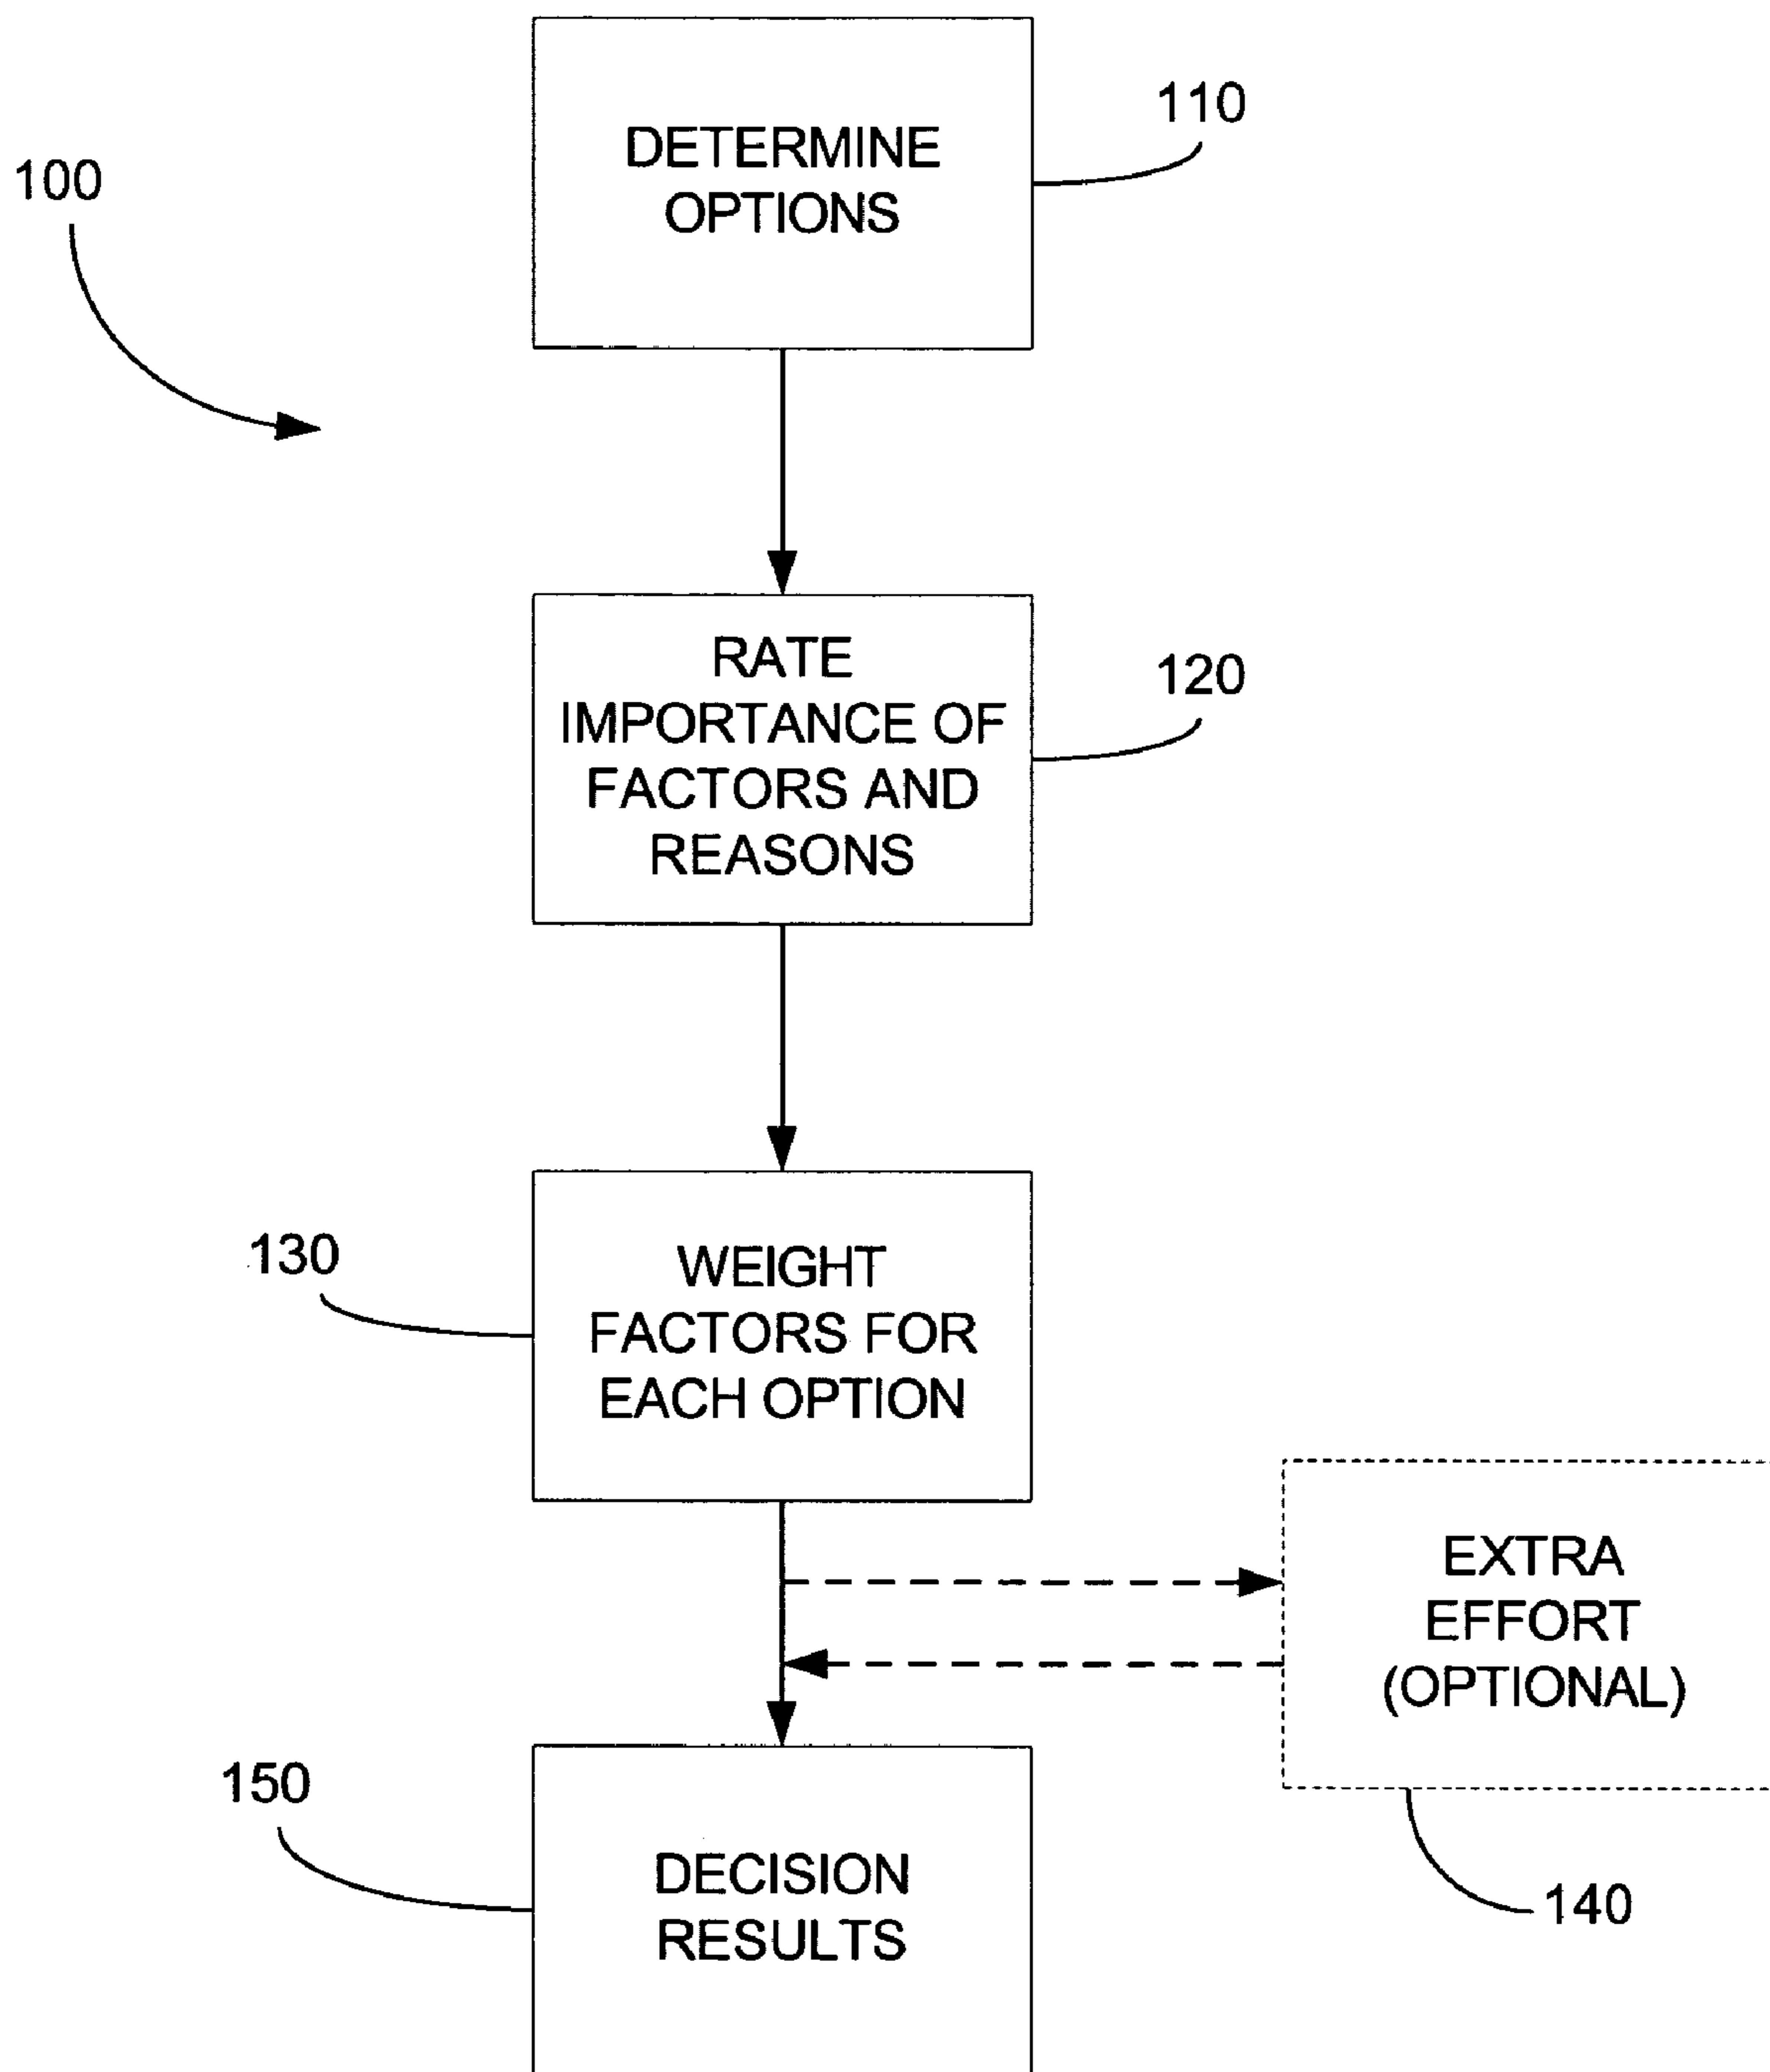 100
DETERMINE
OPTIONS
110
RATE
IMPORTANCE OF
FACTORS AND
REASONS
120
130
WEIGHT
FACTORS FOR
EACH OPTION
EXTRA
EFFORT
(OPTIONAL)
140
150
DECISION
RESULTS